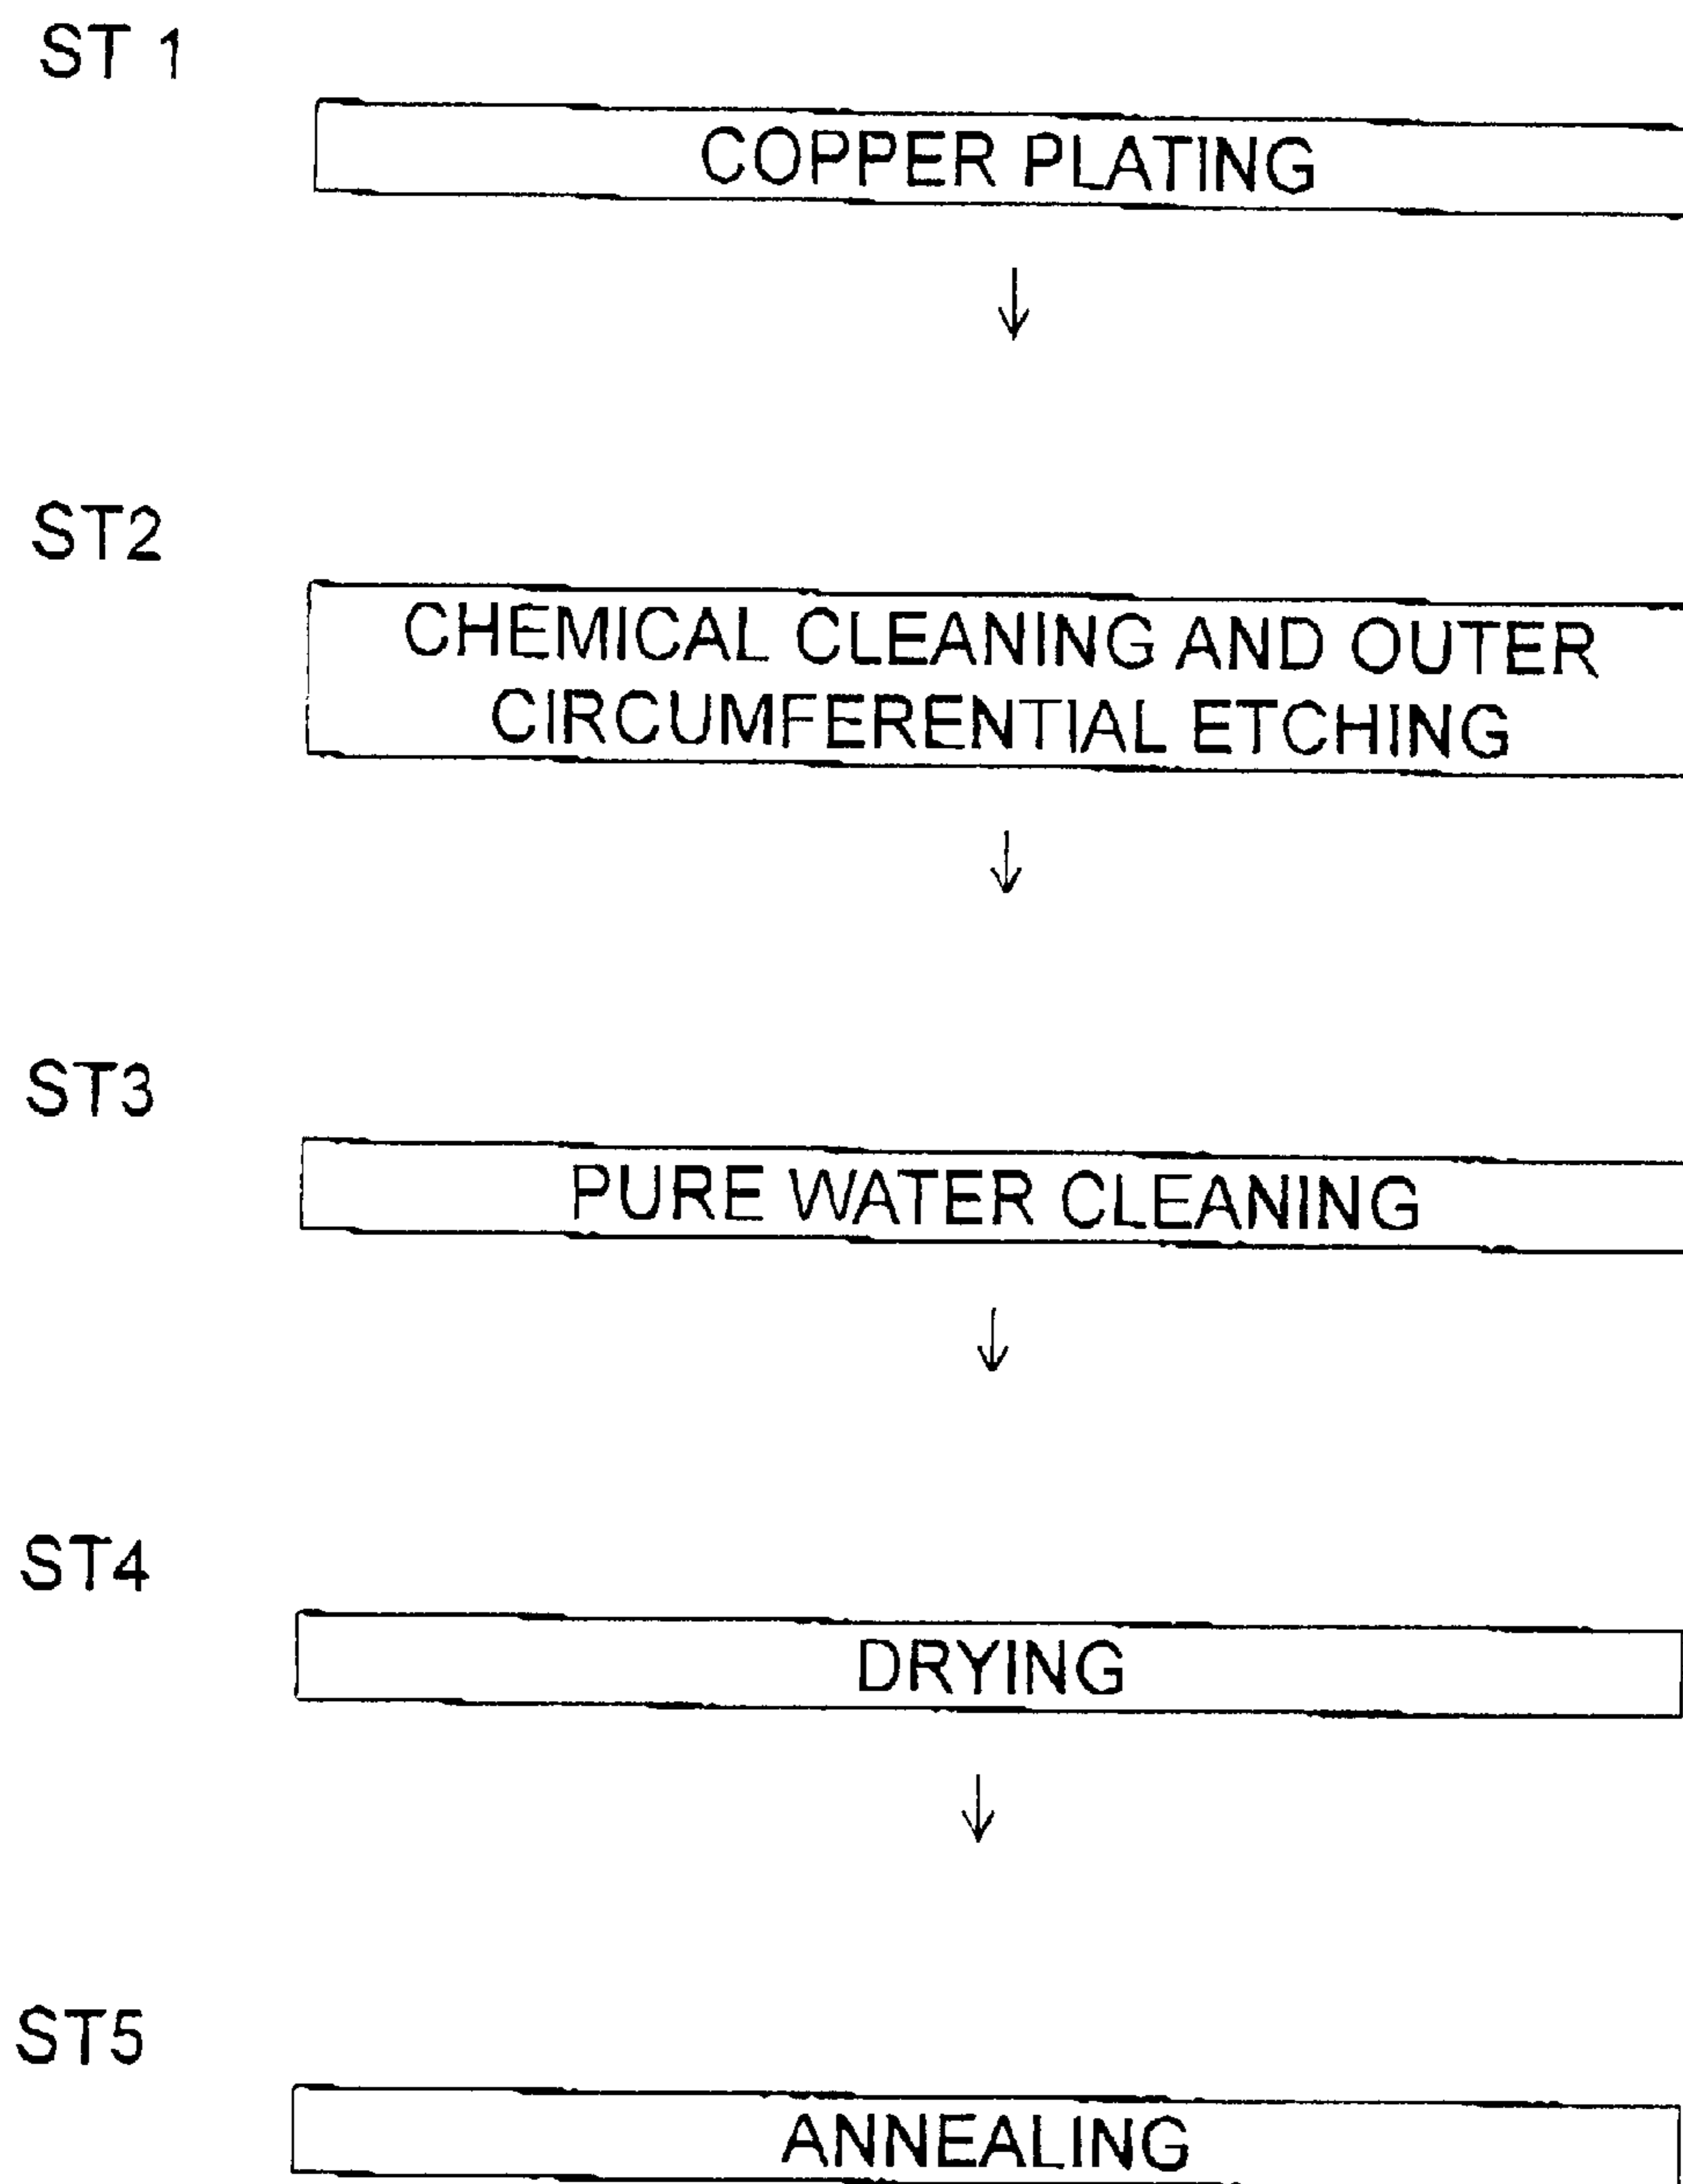 ST 1
COPPER PLATING
↓
ST2
CHEMICAL CLEANING AND OUTER
CIRCUMFERENTIAL ETCHING
↓
ST3
PURE WATER CLEANING
↓
ST4
DRYING
↓
ST5
ANNEALING